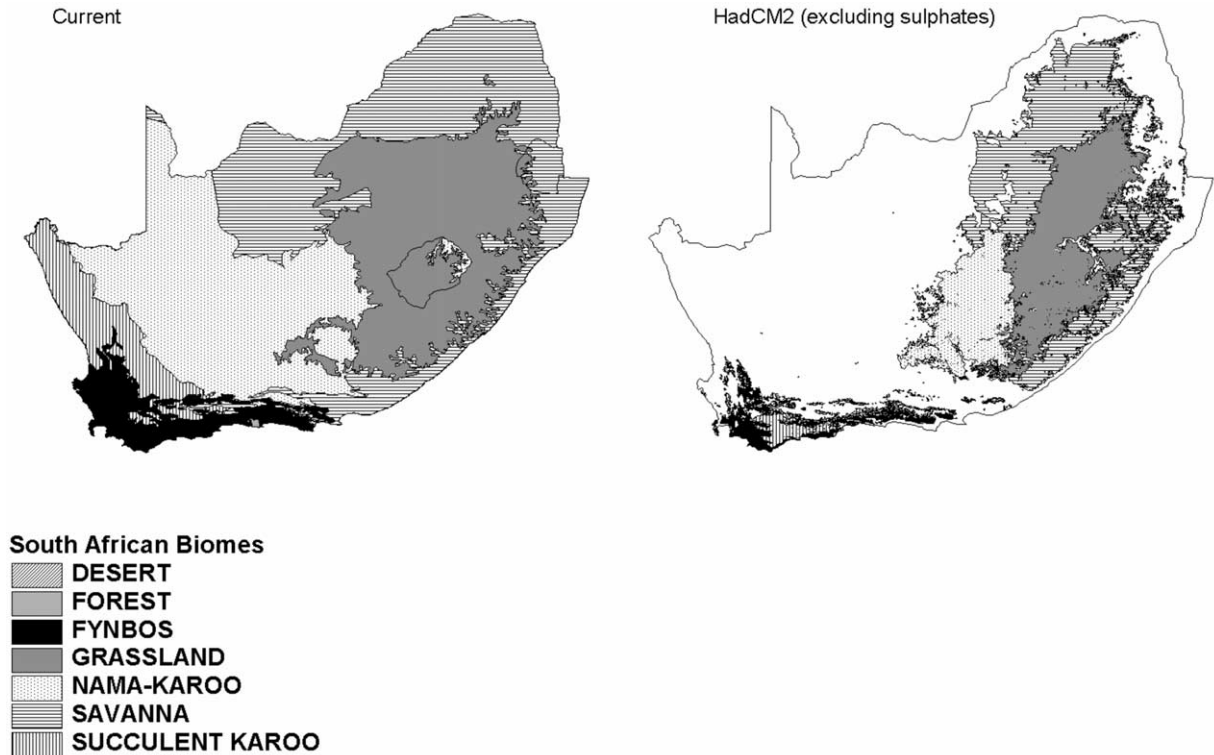 Current
HadCM2 (excluding sulphates)
South African Biomes
DESERT
FOREST
FYNBOS
GRASSLAND
NAMA-KAROO
SAVANNA
SUCCULENT KAROO